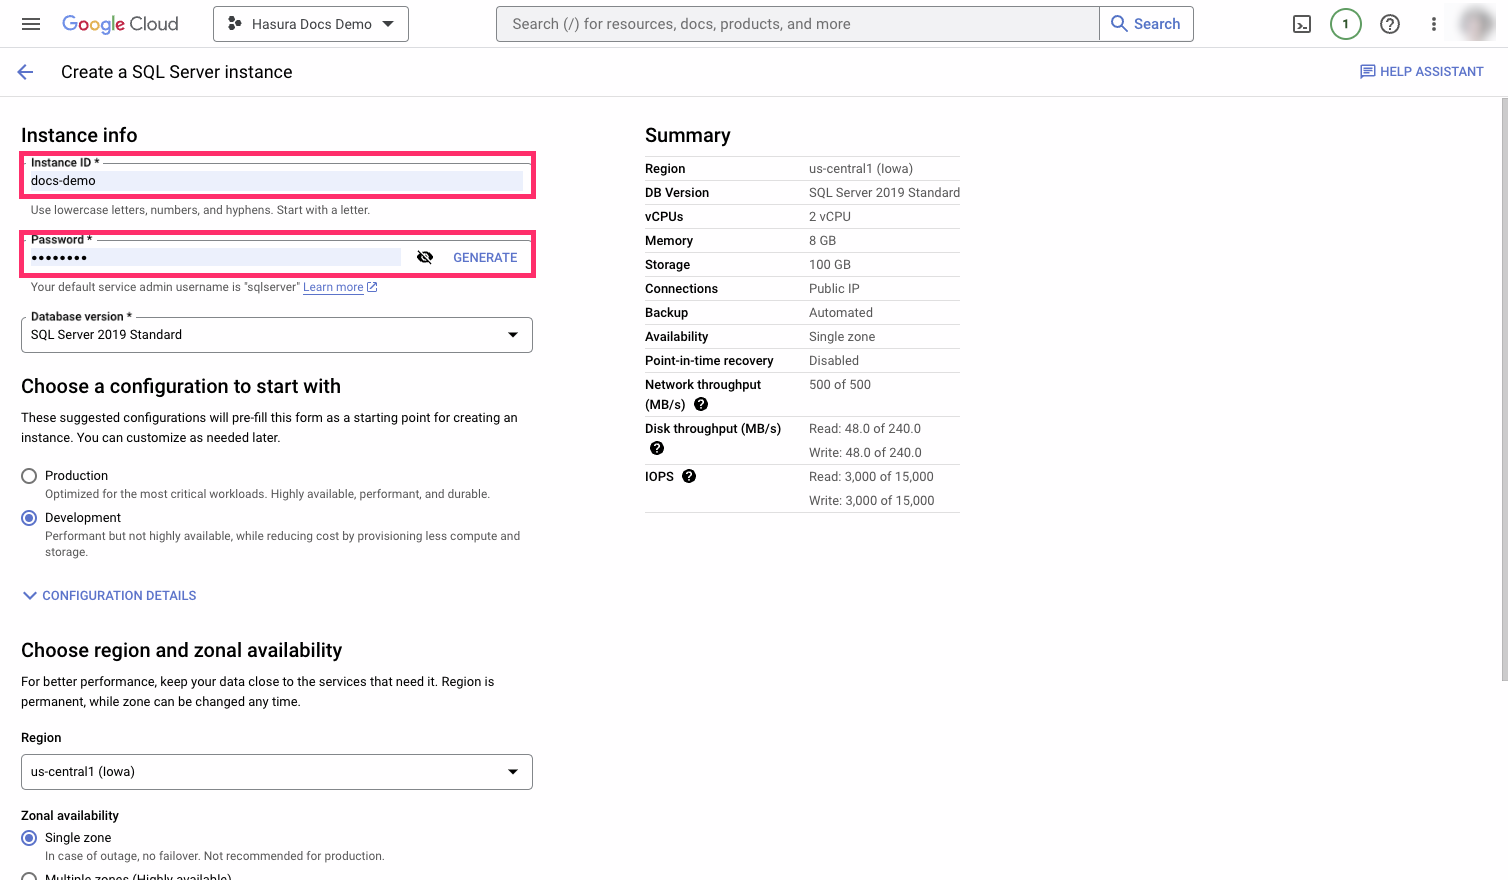 Google Cloud
Hasura Docs Demo
Search (/) for resources, docs, products, and more
Search
1
Create a SQL Server instance
HELP ASSISTANT
Instance info
Instance ID *
docs-demo
Use lowercase letters, numbers, and hyphens. Start with a letter.
Password *
••••••••
GENERATE
Your default service admin username is "sqlserver" Learn more
Database version *
SQL Server 2019 Standard
Choose a configuration to start with
These suggested configurations will pre-fill this form as a starting point for creating an
instance. You can customize as needed later.
Production
Optimized for the most critical workloads. Highly available, performant, and durable.
Development
Performant but not highly available, while reducing cost by provisioning less compute and
storage.
CONFIGURATION DETAILS
Choose region and zonal availability
For better performance, keep your data close to the services that need it. Region is
permanent, while zone can be changed any time.
Region
us-central1 (Iowa)
Zonal availability
Single zone
In case of outage, no failover. Not recommended for production.
Multiple zones (Highly available)
Summary
Region us-central1 (Iowa)
DB Version SQL Server 2019 Standard
vCPUs 2 vCPU
Memory 8 GB
Storage 100 GB
Connections Public IP
Backup Automated
Availability Single zone
Point-in-time recovery Disabled
Network throughput 500 of 500
(MB/s)
Disk throughput (MB/s) Read: 48.0 of 240.0
Write: 48.0 of 240.0
IOPS Read: 3,000 of 15,000
Write: 3,000 of 15,000